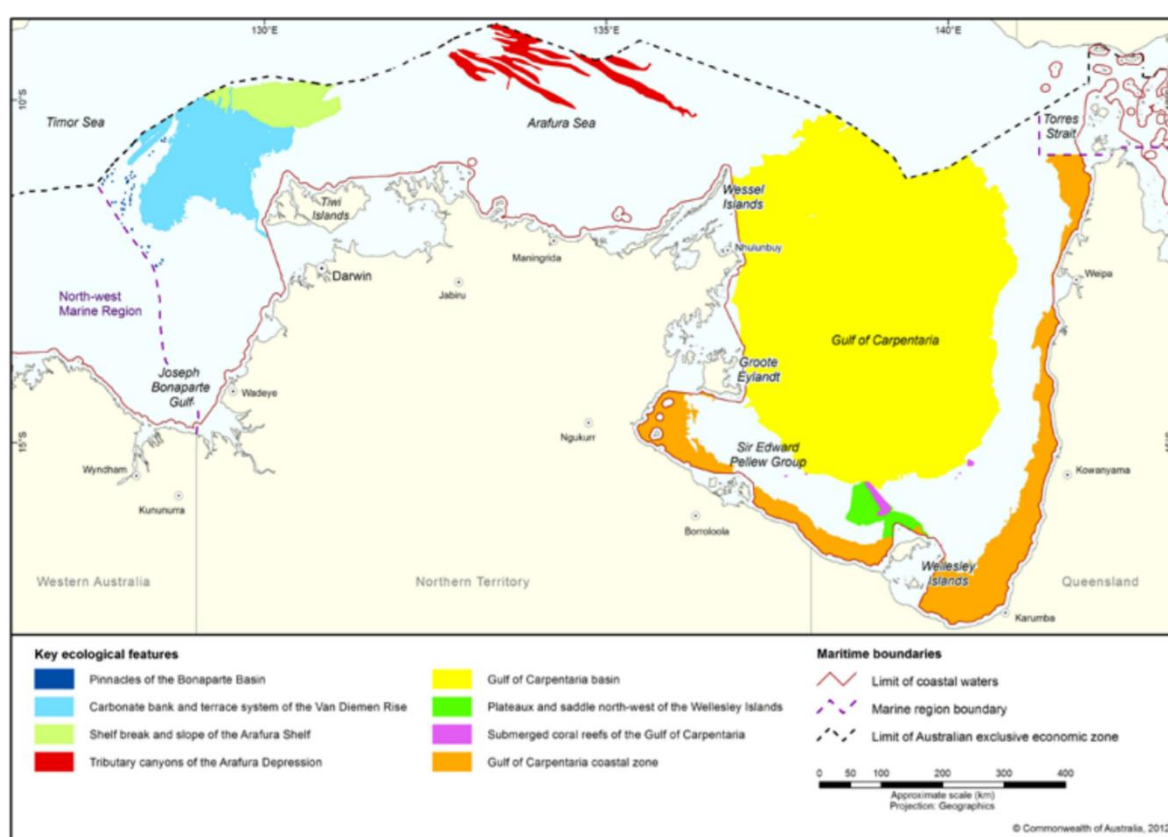 130°E
135°E
140°E
10°S
Timor Sea
Arafura Sea
Torres
Strait
Tiwi
Islands
Wessel
Islands
Nhulunbuy
Maningrida
Darwin
Jabiru
Weipa
North-west
Marine Region
Gulf of Carpentaria
Joseph
Bonaparte
Gulf
Wadeye
Groote
Eylandt
15°S
Ngukurr
Sir Edward
Pellew Group
Wyndham
Kowanyama
Kununurra
Borroloola
Western Australia
Northern Territory
Wellesley
Islands
Queensland
Karumba
Key ecological features
Pinnacles of the Bonaparte Basin
Carbonate bank and terrace system of the Van Diemen Rise
Shelf break and slope of the Arafura Shelf
Tributary canyons of the Arafura Depression
Gulf of Carpentaria basin
Plateaux and saddle north-west of the Wellesley Islands
Submerged coral reefs of the Gulf of Carpentaria
Gulf of Carpentaria coastal zone
Maritime boundaries
Limit of coastal waters
Marine region boundary
Limit of Australian exclusive economic zone
0 50 100 200 300 400
Approximate scale (km)
Projection: Geographics
© Commonwealth of Australia, 2012